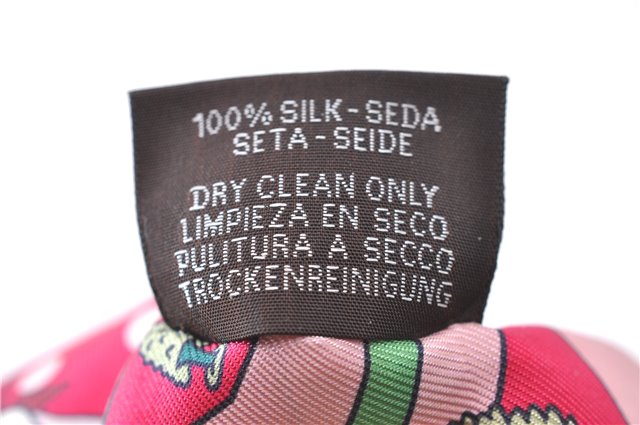 100% SILK - SEDA
SETA - SEIDE
DRY CLEAN ONLY
LIMPIEZA EN SECO
PULITURA A SECCO
TROCKENREINIGUNG